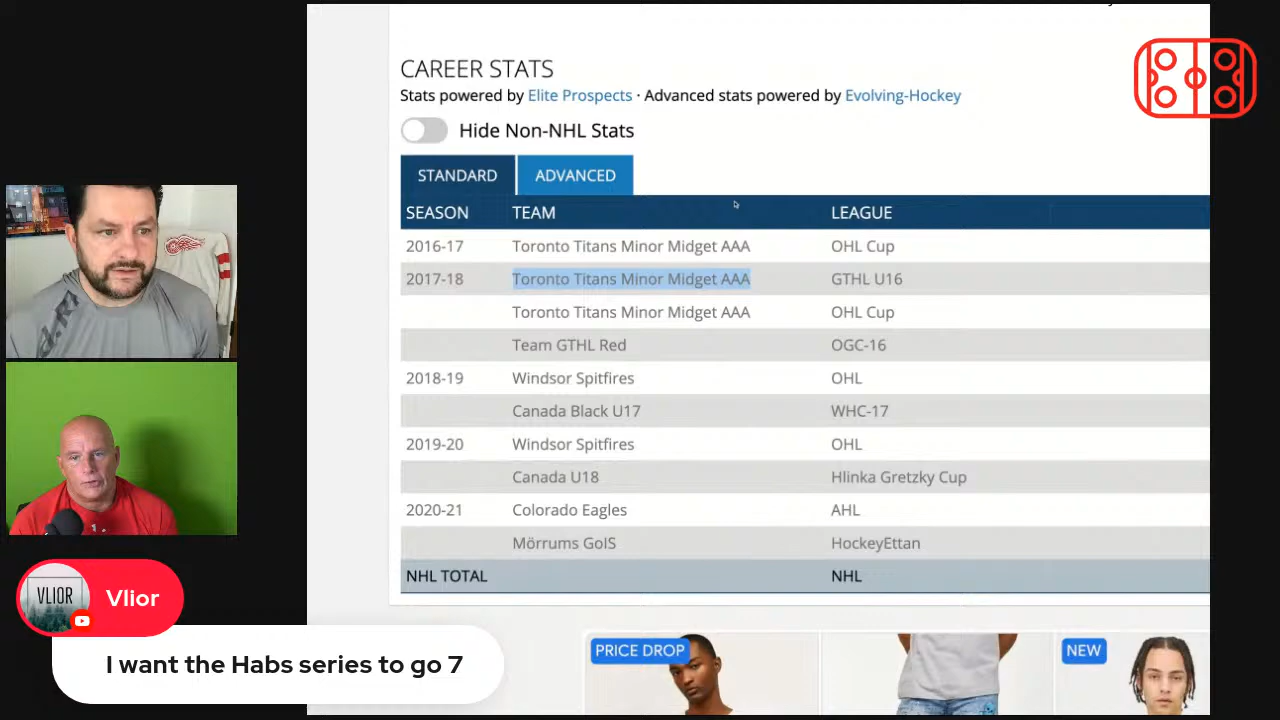 CAREER STATS
Stats powered by Elite Prospects · Advanced stats powered by Evolving-Hockey
Hide Non-NHL Stats
STANDARD ADVANCED
SEASON TEAM LEAGUE
2016-17 Toronto Titans Minor Midget AAA OHL Cup
2017-18 Toronto Titans Minor Midget AAA GTHL U16
Toronto Titans Minor Midget AAA OHL Cup
Team GTHL Red OGC-16
2018-19 Windsor Spitfires OHL
Canada Black U17 WHC-17
2019-20 Windsor Spitfires OHL
Canada U18 Hlinka Gretzky Cup
2020-21 Colorado Eagles AHL
Mörrums GoIS HockeyEttan
NHL TOTAL NHL
PRICE DROP NEW
VLIOR Vlior
I want the Habs series to go 7